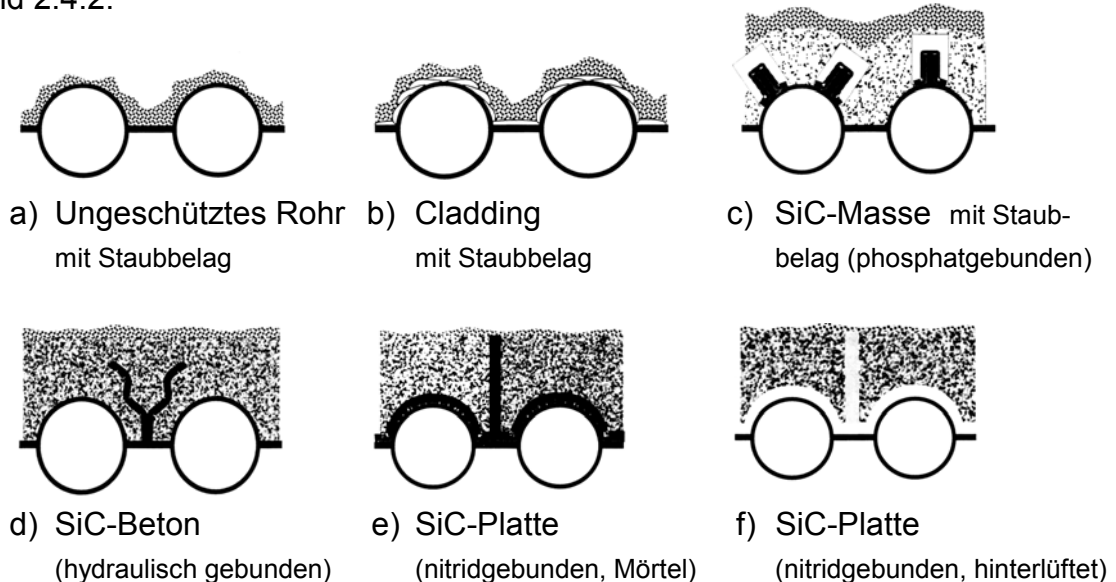 nd 2.4.2.
a) Ungeschütztes Rohr
mit Staubbelag
b) Cladding
mit Staubbelag
c) SiC-Masse mit Staub-
belag (phosphatgebunden)
d) SiC-Beton
(hydraulisch gebunden)
e) SiC-Platte
(nitridgebunden, Mörtel)
f) SiC-Platte
(nitridgebunden, hinterlüftet)